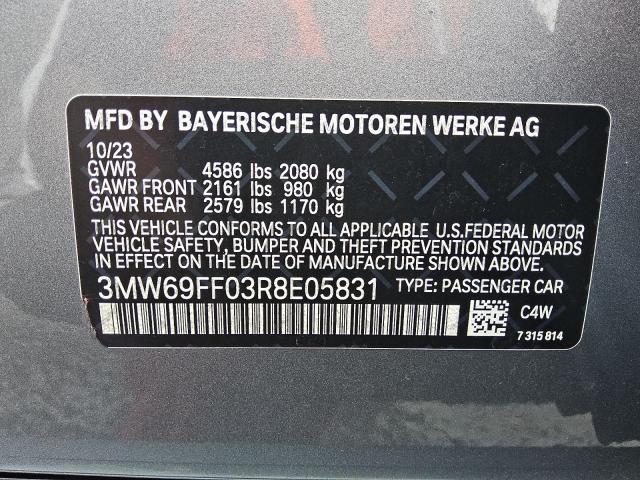 MFD BY BAYERISCHE MOTOREN WERKE AG
10/23
GVWR 4586 lbs 2080 kg
GAWR FRONT 2161 lbs 980 kg
GAWR REAR 2579 lbs 1170 kg
THIS VEHICLE CONFORMS TO ALL APPLICABLE U.S.FEDERAL MOTOR
VEHICLE SAFETY, BUMPER AND THEFT PREVENTION STANDARDS
IN EFFECT ON THE DATE OF MANUFACTURE SHOWN ABOVE.
3MW69FF03R8E05831 TYPE: PASSENGER CAR
C4W
7 315 814